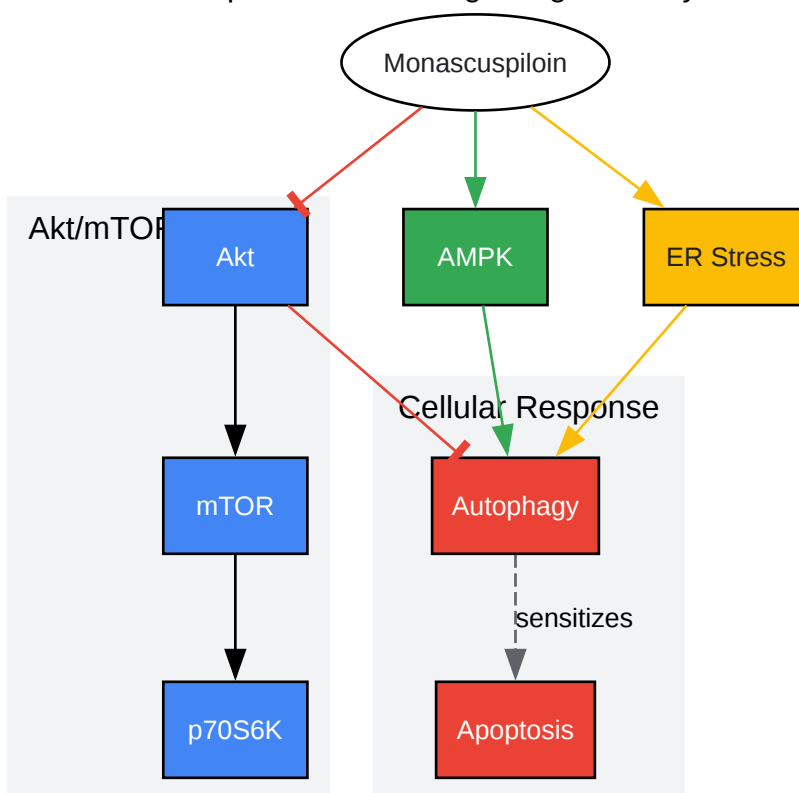 Monascuspiloin
Akt/mTOR
Akt
AMPK
ER Stress
Cellular Response
mTOR
Autophagy
sensitizes
p70S6K
Apoptosis